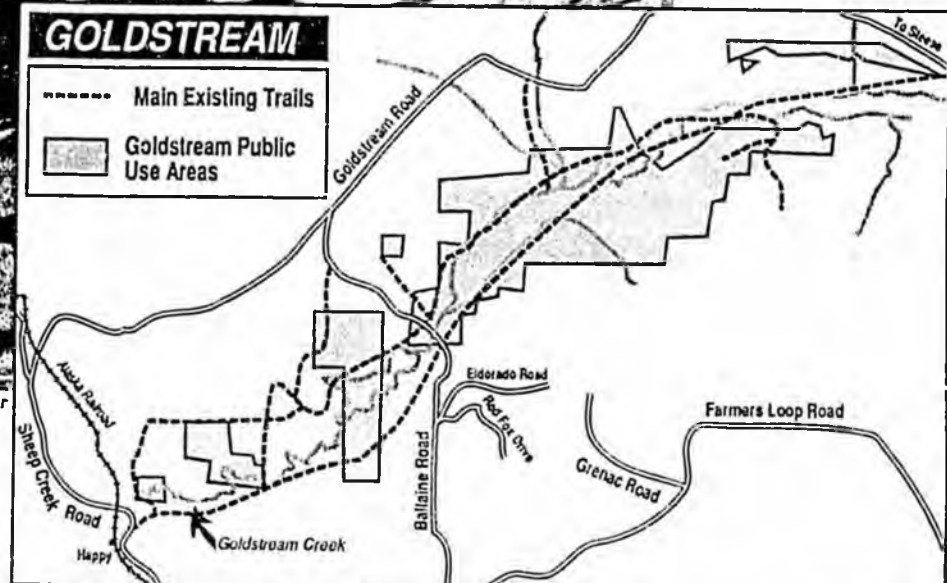 GOLDSTREAM
Main Existing Trails
Goldstream Public
Use Areas
To Steese
Goldstream Road
Alaska Railroad
Sheep Creek Road
Happy
Goldstream Creek
Ballaine Road
Eldorado Road
Red Fox Drive
Grenac Road
Farmers Loop Road
r